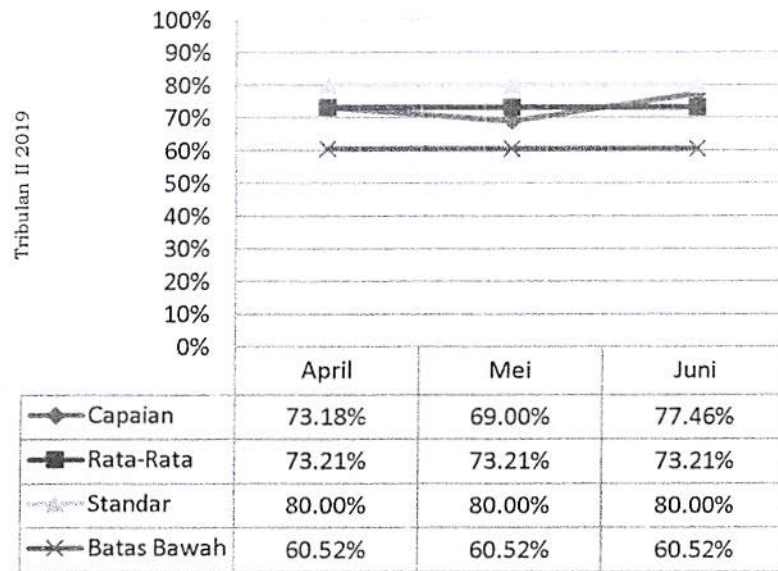 Tribulan II 2019
100%
90%
80%
70%
60%
50%
40%
30%
20%
10%
0%
April Mei Juni
Capaian 73.18% 69.00% 77.46%
Rata-Rata 73.21% 73.21% 73.21%
Standar 80.00% 80.00% 80.00%
Batas Bawah 60.52% 60.52% 60.52%